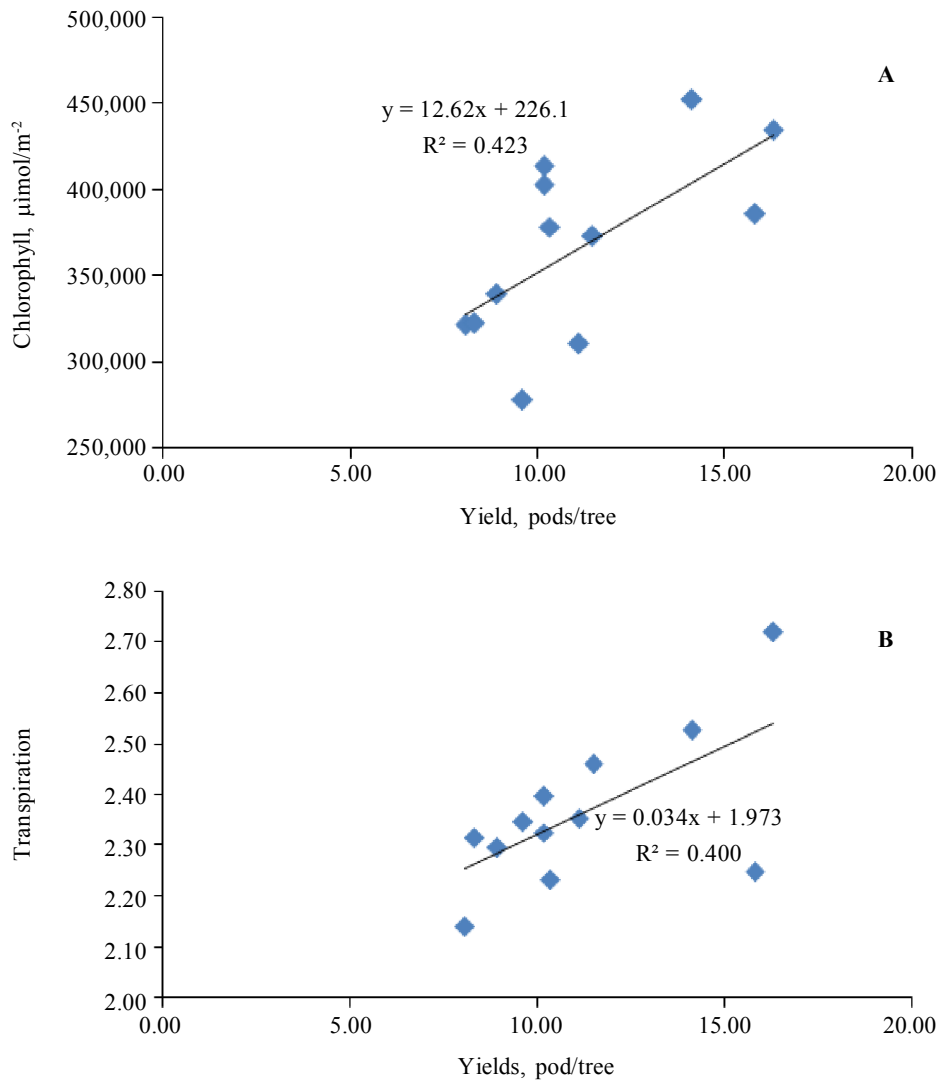 500,000
450,000
400,000
350,000
300,000
250,000
Chlorophyll, µìmol/m-2
A
y = 12.62x + 226.1
R² = 0.423
0.00 5.00 10.00 15.00 20.00
Yield, pods/tree
2.80
2.70
2.60
2.50
2.40
2.30
2.20
2.10
2.00
Transpiration
B
y = 0.034x + 1.973
R² = 0.400
0.00 5.00 10.00 15.00 20.00
Yields, pod/tree